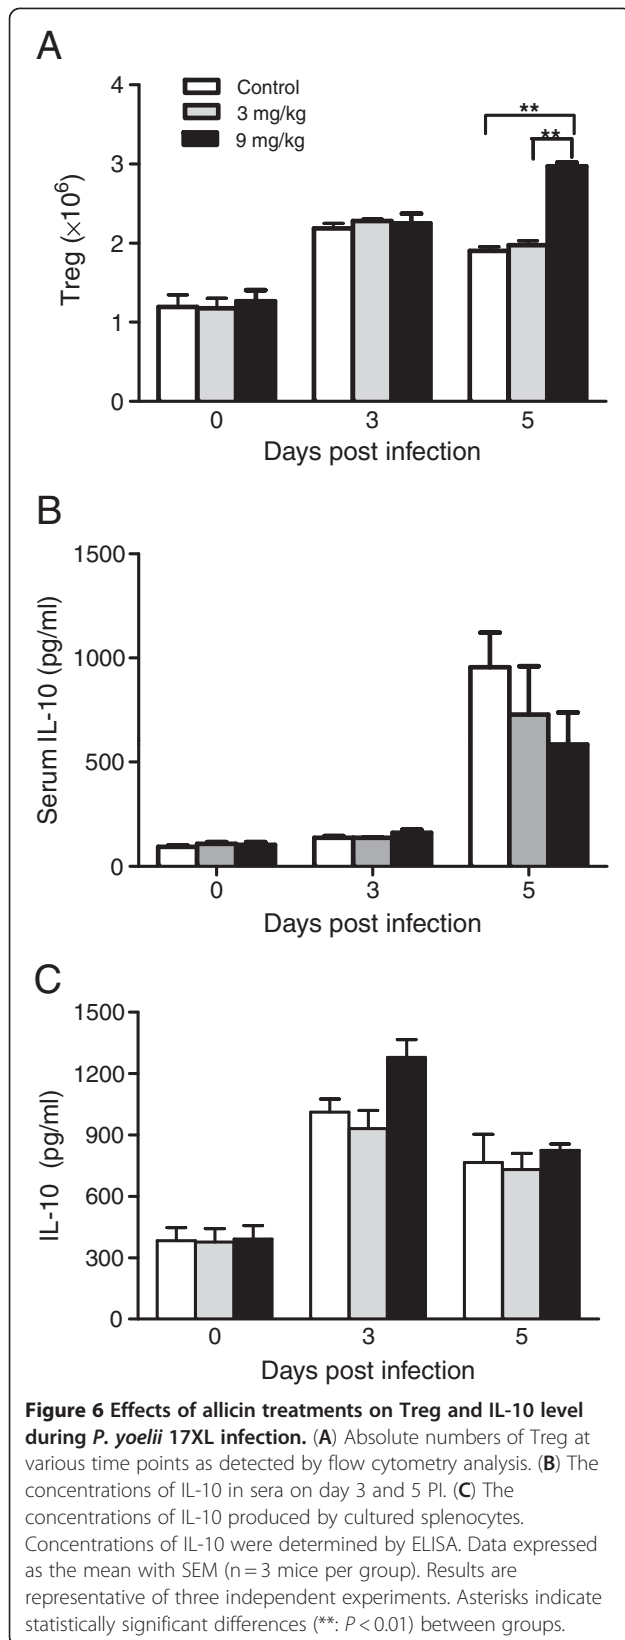 A
4
3
2
1
0
Treg (×10⁶)
Control
3 mg/kg
9 mg/kg
**
**
0 3 5
Days post infection
B
1500
1000
500
0
Serum IL-10 (pg/ml)
0 3 5
Days post infection
C
1500
1200
900
600
300
0
IL-10 (pg/ml)
0 3 5
Days post infection
Figure 6 Effects of allicin treatments on Treg and IL-10 level
during P. yoelii 17XL infection. (A) Absolute numbers of Treg at
various time points as detected by flow cytometry analysis. (B) The
concentrations of IL-10 in sera on day 3 and 5 PI. (C) The
concentrations of IL-10 produced by cultured splenocytes.
Concentrations of IL-10 were determined by ELISA. Data expressed
as the mean with SEM (n = 3 mice per group). Results are
representative of three independent experiments. Asterisks indicate
statistically significant differences (**: P < 0.01) between groups.